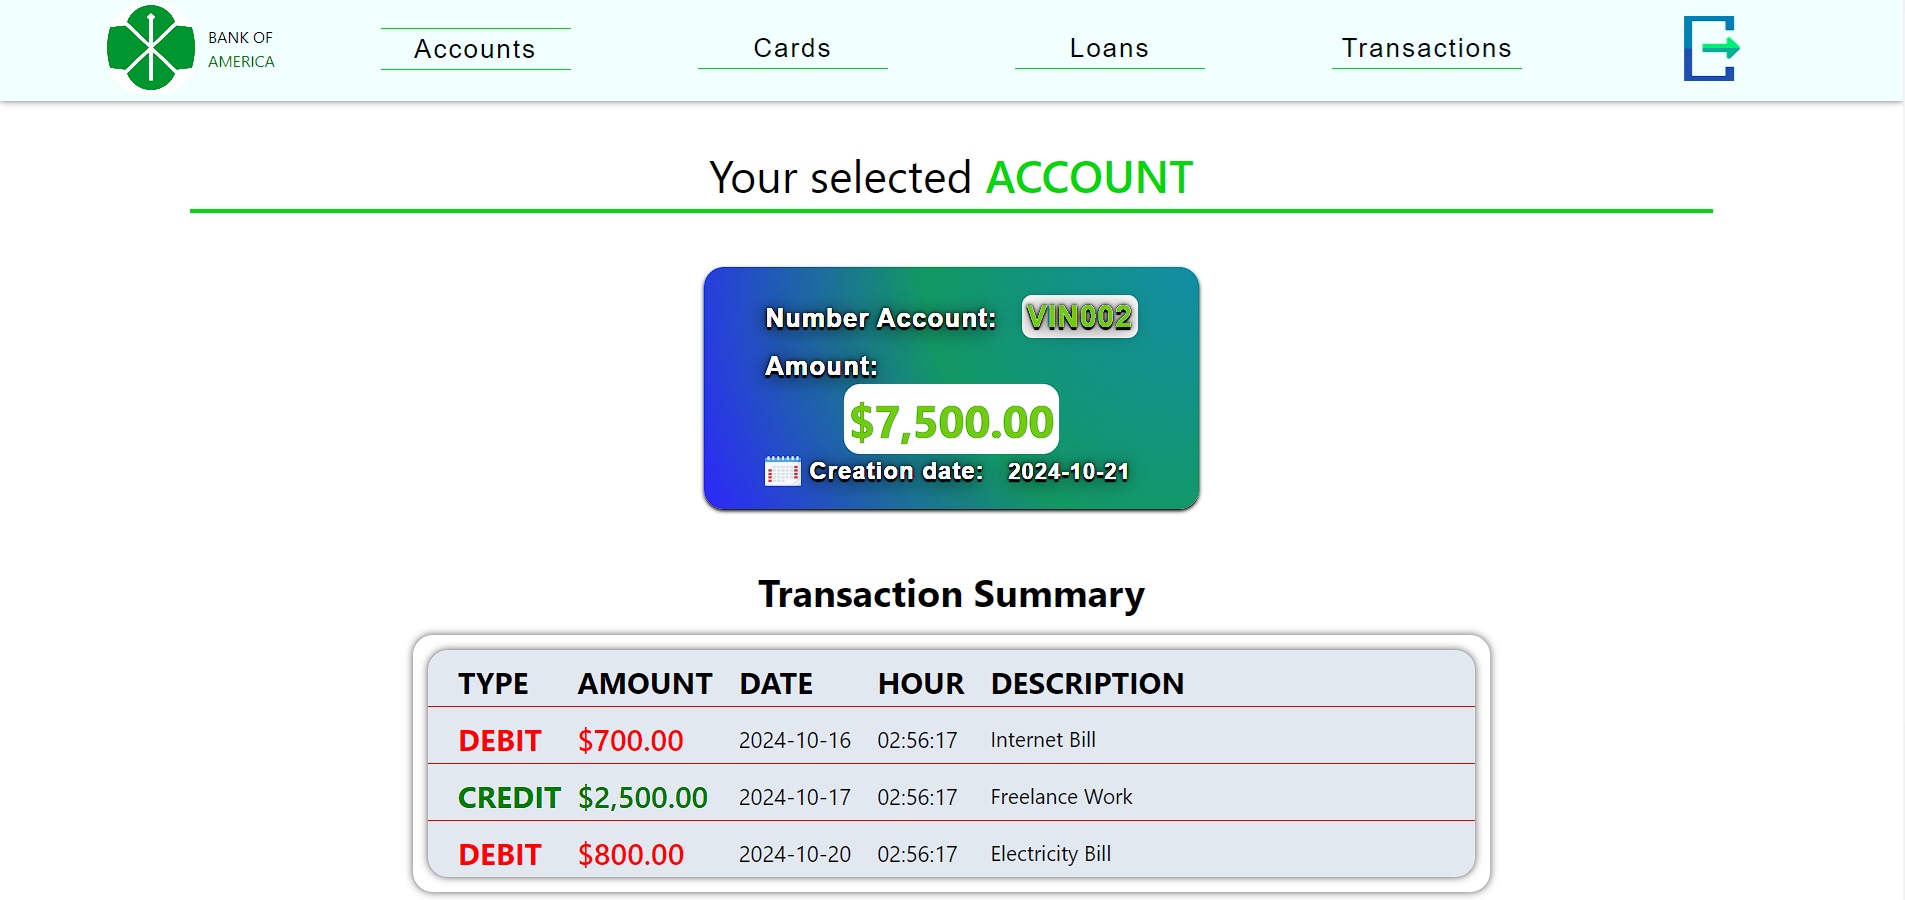 BANK OF
AMERICA
Accounts
Cards
Loans
Transactions
Your selected ACCOUNT
Number Account: VIN002
Amount:
$7,500.00
Creation date: 2024-10-21
Transaction Summary
TYPE AMOUNT DATE HOUR DESCRIPTION
DEBIT $700.00 2024-10-16 02:56:17 Internet Bill
CREDIT $2,500.00 2024-10-17 02:56:17 Freelance Work
DEBIT $800.00 2024-10-20 02:56:17 Electricity Bill